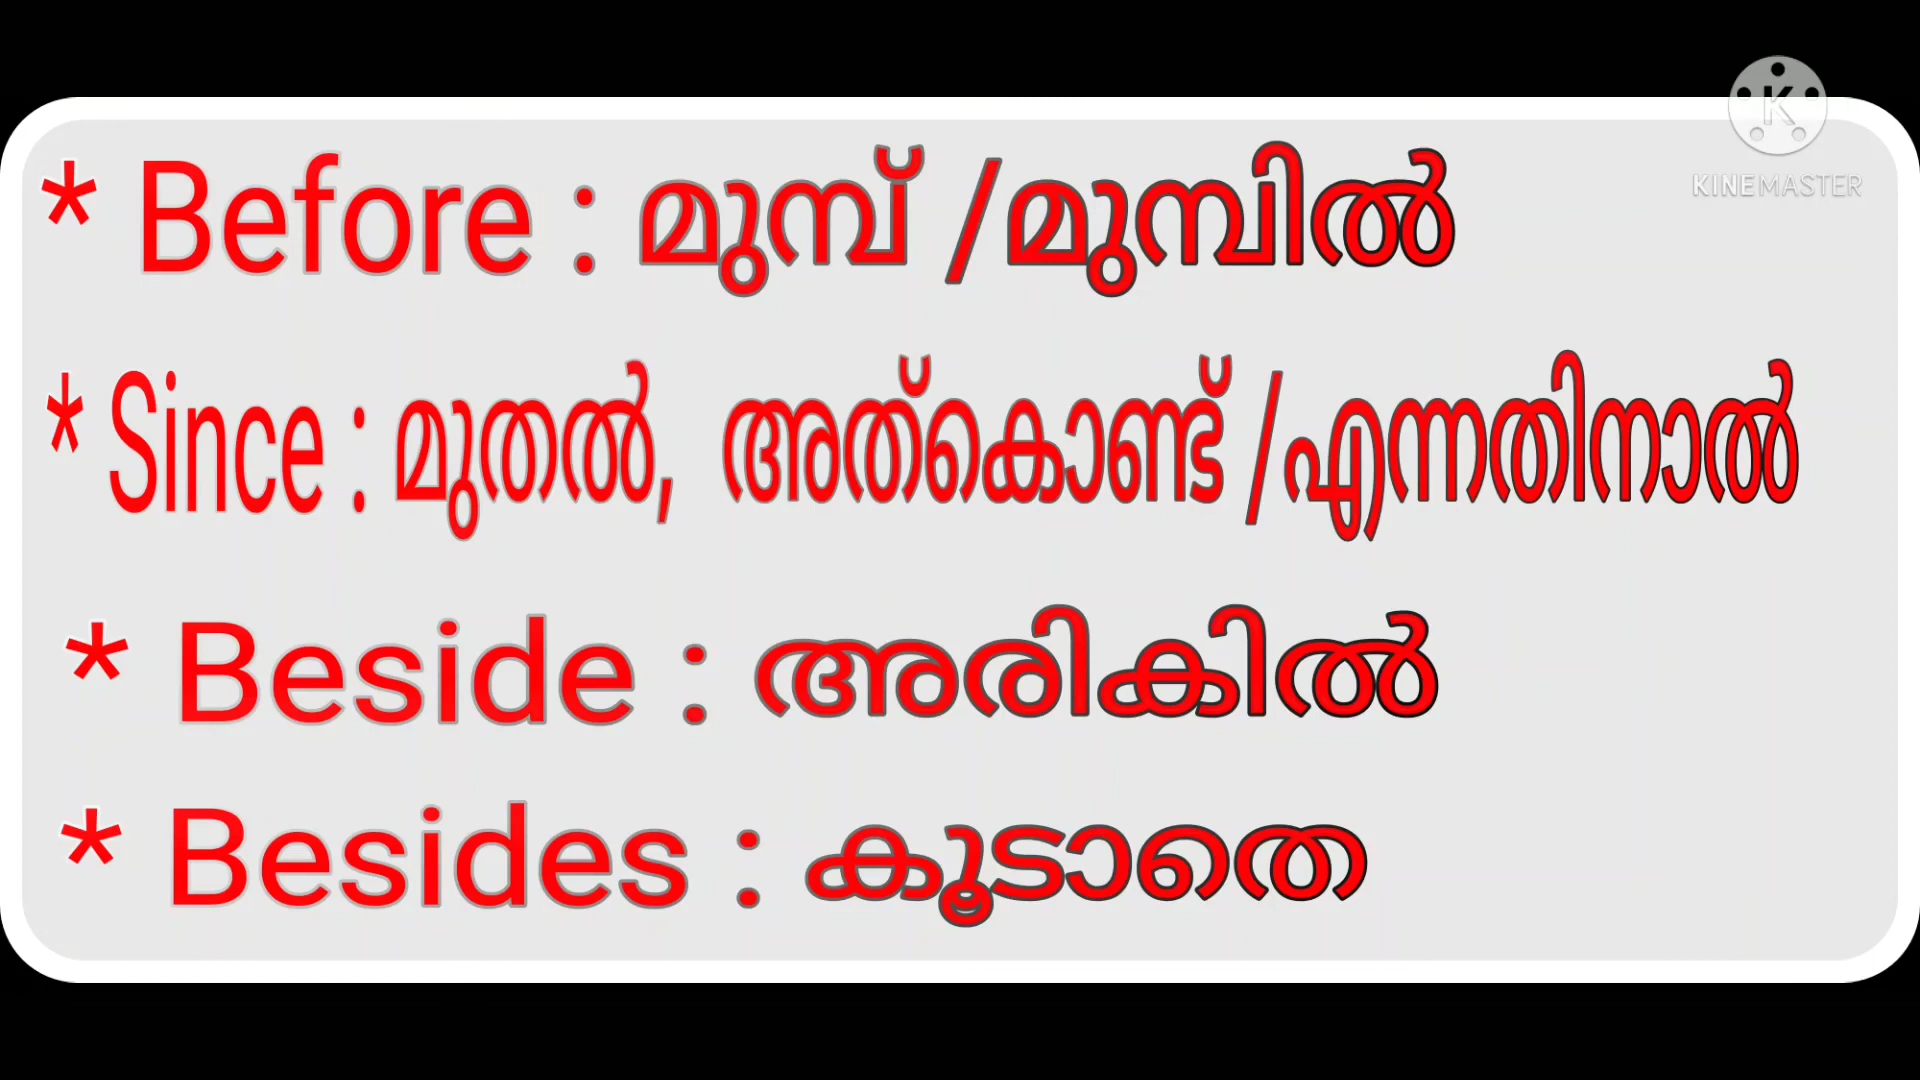 * Before : മുമ്പ് /മുമ്പിൽ
KINEMASTER
* Since : മുതൽ, അത്കൊണ്ട് /എന്നതിനാൽ
* Beside : അരികിൽ
* Besides : കൂടാതെ